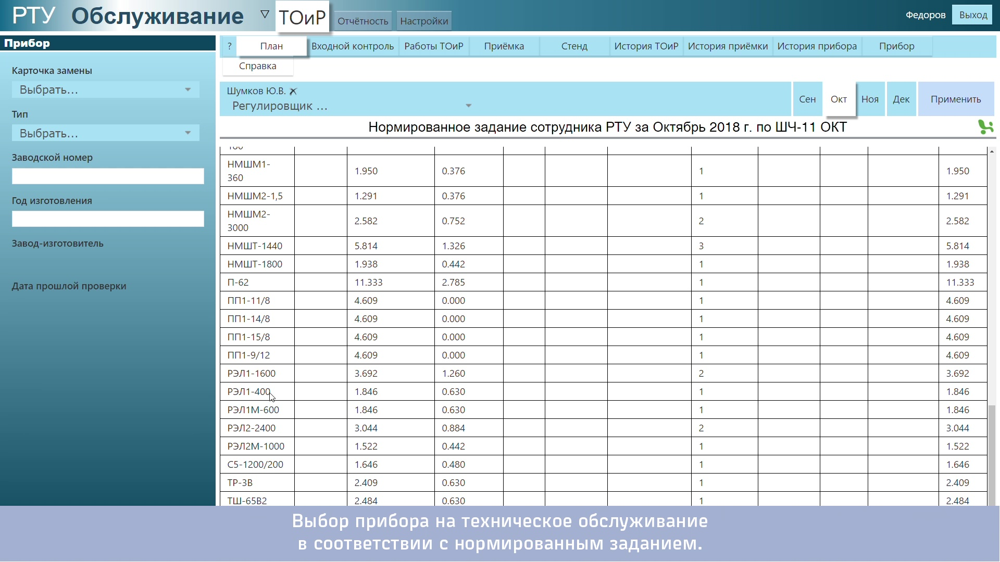 РТУ Обслуживание ▽ ТОиР Отчётность Настройки Федоров Выход
Прибор
Карточка замены
Выбрать...
Тип
Выбрать...
Заводской номер
Год изготовления
Завод-изготовитель
Дата прошлой проверки
? План Входной контроль Работы ТОиР Приёмка Стенд История ТОиР История приёмки История прибора Прибор
Справка
Шумков Ю.В.
Регулировщик ...
Сен Окт Ноя Дек Применить
Нормированное задание сотрудника РТУ за Октябрь 2018 г. по ШЧ-11 ОКТ
НМШМ1-
360 1.950 0.376 1 1.950
НМШМ2-1,5 1.291 0.376 1 1.291
НМШМ2-
3000 2.582 0.752 2 2.582
НМШТ-1440 5.814 1.326 3 5.814
НМШТ-1800 1.938 0.442 1 1.938
П-62 11.333 2.785 1 11.333
ПП1-11/8 4.609 0.000 1 4.609
ПП1-14/8 4.609 0.000 1 4.609
ПП1-15/8 4.609 0.000 1 4.609
ПП1-9/12 4.609 0.000 1 4.609
РЭЛ1-1600 3.692 1.260 2 3.692
РЭЛ1-400 1.846 0.630 1 1.846
РЭЛ1М-600 1.846 0.630 1 1.846
РЭЛ2-2400 3.044 0.884 2 3.044
РЭЛ2М-1000 1.522 0.442 1 1.522
С5-1200/200 1.646 0.480 1 1.646
ТР-3В 2.409 0.630 1 2.409
ТШ-65В2 2.484 0.630 1 2.484
Выбор прибора на техническое обслуживание
в соответствии с нормированным заданием.